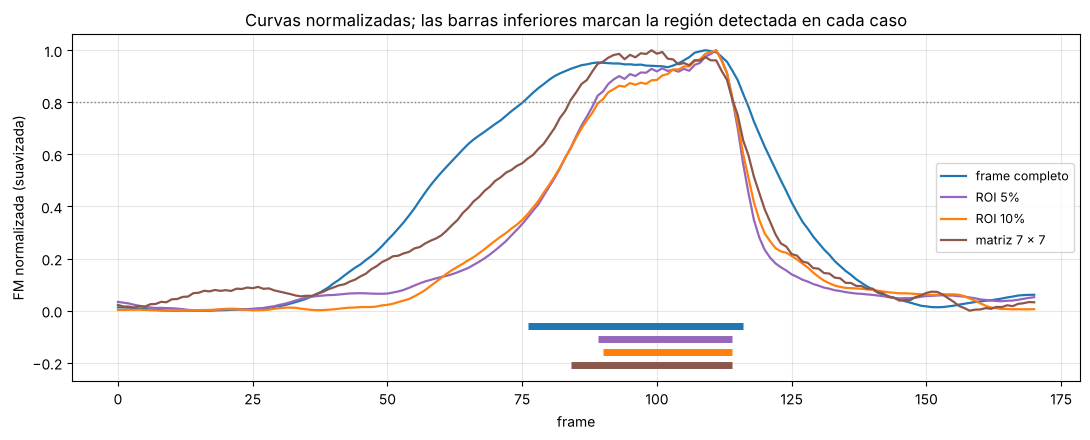 Curvas normalizadas; las barras inferiores marcan la región detectada en cada caso
FM normalizada (suavizada)
1.0
0.8
0.6
0.4
0.2
0.0
−0.2
frame completo
ROI 5%
ROI 10%
matriz 7 × 7
0 25 50 75 100 125 150 175
frame